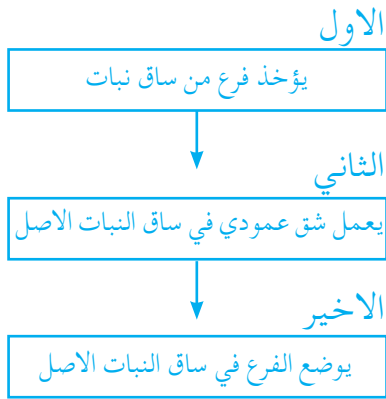 الاول
يؤخذ فرع من ساق نبات
الثاني
يعمل شق عمودي في ساق النبات الاصل
الاخير
يوضع الفرع في ساق النبات الاصل